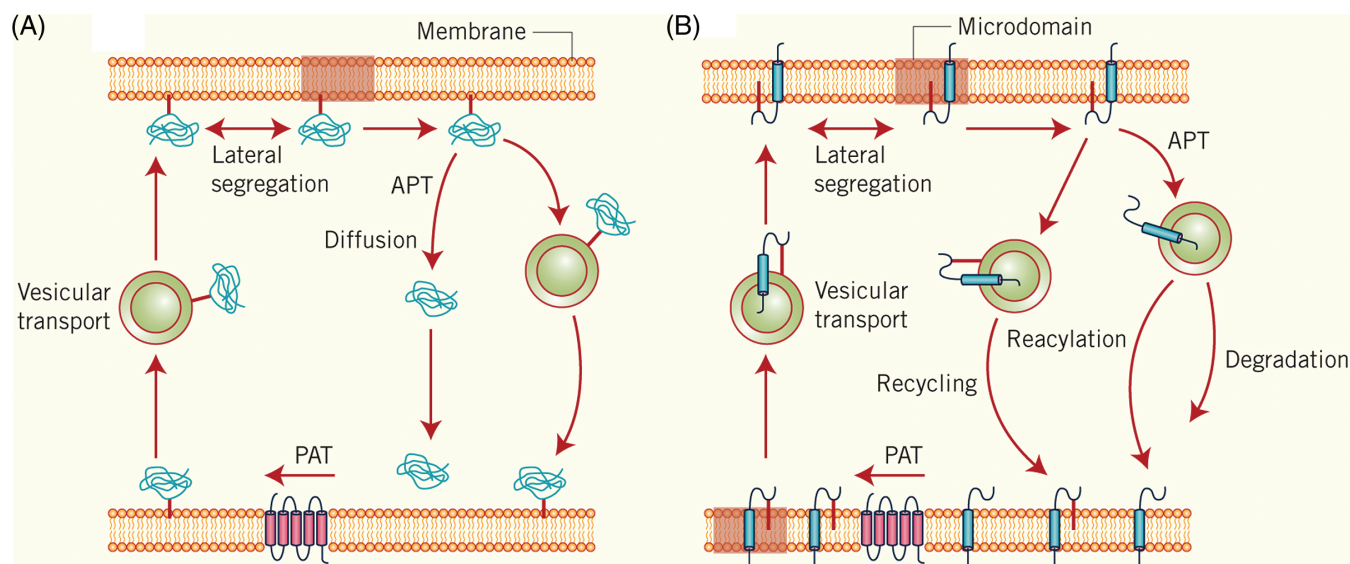 (A)
Membrane
Lateral
segregation
APT
Diffusion
Vesicular
transport
PAT
(B)
Microdomain
Lateral
segregation
APT
Vesicular
transport
Reacylation
Recycling
Degradation
PAT